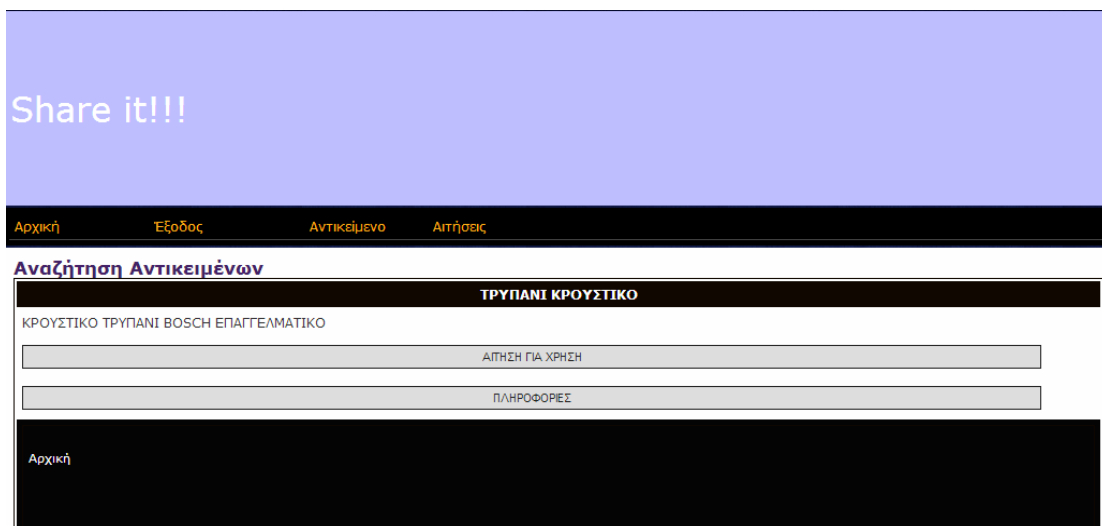 Share it!!!
Αρχική Έξοδος Αντικείμενο Αιτήσεις
Αναζήτηση Αντικειμένων
ΤΡΥΠΑΝΙ ΚΡΟΥΣΤΙΚΟ
ΚΡΟΥΣΤΙΚΟ ΤΡΥΠΑΝΙ BOSCH ΕΠΑΓΓΕΛΜΑΤΙΚΟ
ΑΙΤΗΣΗ ΓΙΑ ΧΡΗΣΗ
ΠΛΗΡΟΦΟΡΙΕΣ
Αρχική